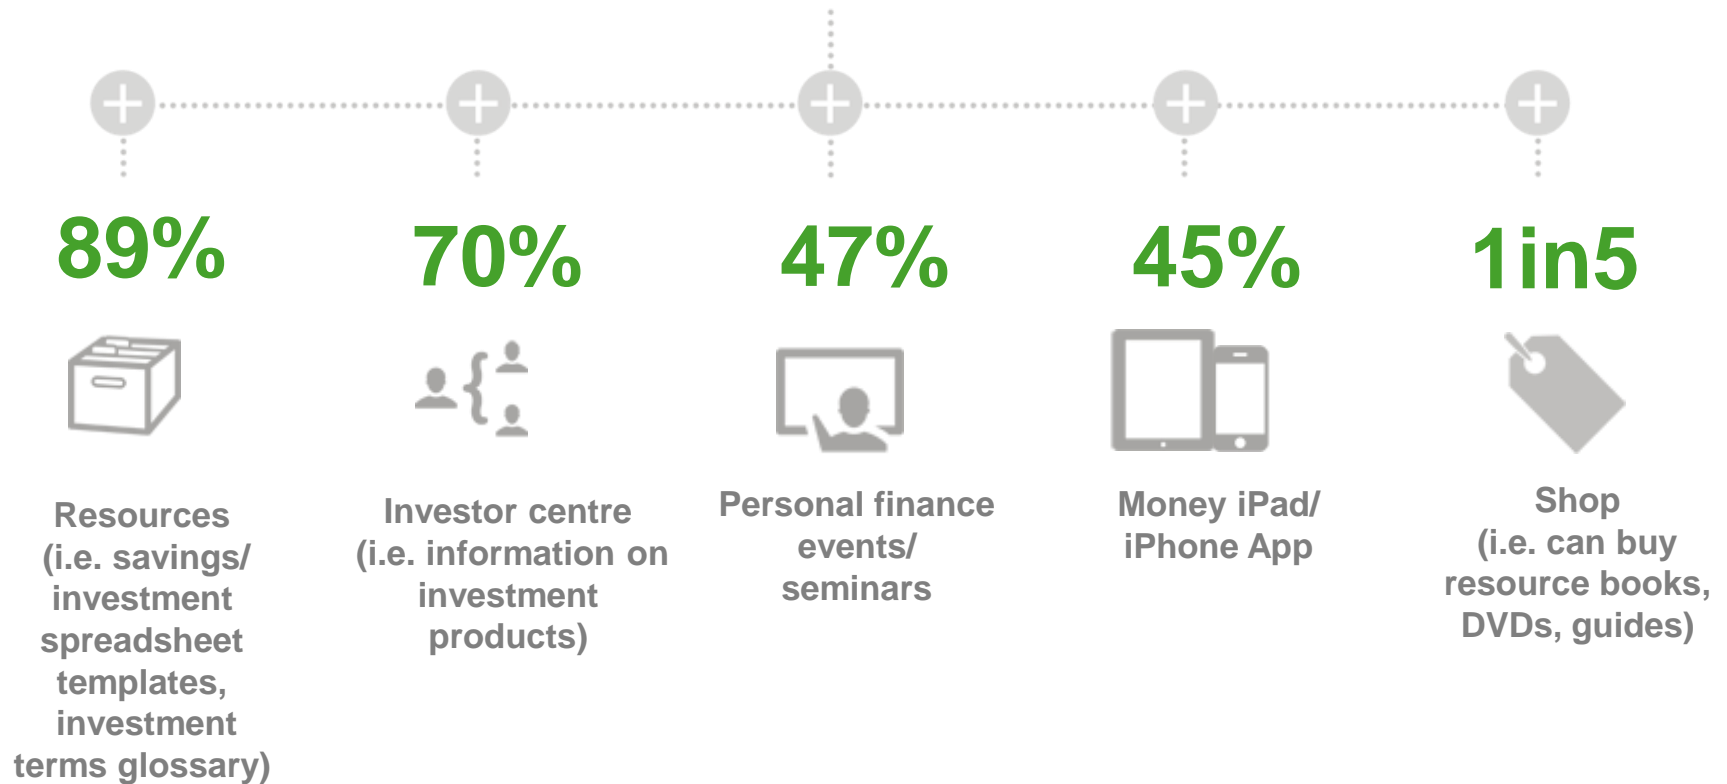 89%
Resources
(i.e. savings/
investment
spreadsheet
templates,
investment
terms glossary)
70%
Investor centre
(i.e. information on
investment
products)
47%
Personal finance
events/
seminars
45%
Money iPad/
iPhone App
1in5
Shop
(i.e. can buy
resource books,
DVDs, guides)